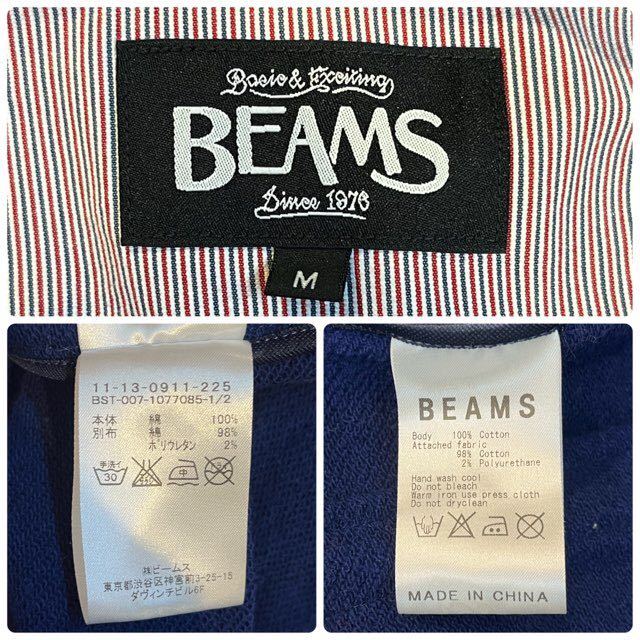 Basic & Exciting
BEAMS
Since 1976
M
11-13-0911-225
BST-007-1077085-1/2
本体 綿 100%
別布 綿 98%
ポリウレタン 2%
手洗イ
30
中
㈱ビームス
東京都渋谷区神宮前3-25-15
ダヴィンチビル6F
BEAMS
Body 100% Cotton
Attached fabric
98% Cotton
2% Polyurethane
Hand wash cool
Do not bleach
Warm iron use press cloth
Do not dryclean
MADE IN CHINA